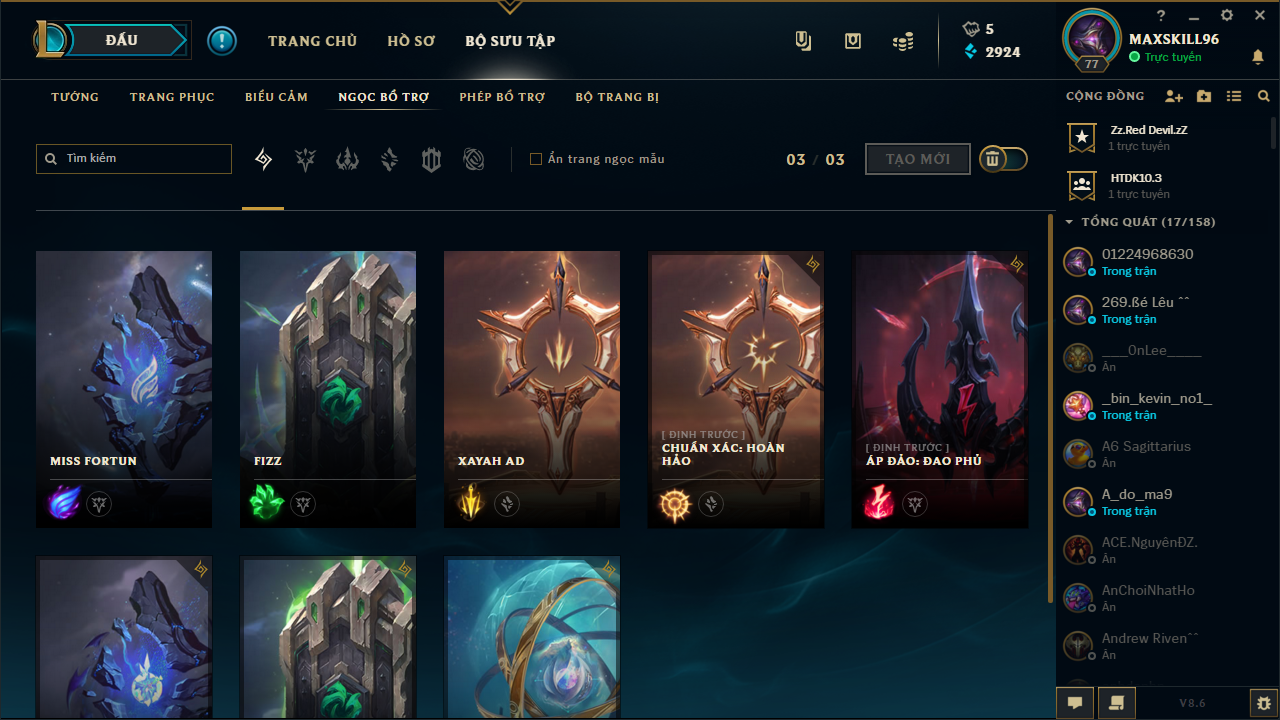 ĐẤU
TRANG CHỦ
HỒ SƠ
BỘ SƯU TẬP
5
2924
77
MAXSKILL96
Trực tuyến
TƯỚNG
TRANG PHỤC
BIỂU CẢM
NGỌC BỔ TRỢ
PHÉP BỔ TRỢ
BỘ TRANG BỊ
Tìm kiếm
Ẩn trang ngọc mẫu
03 / 03
TẠO MỚI
MISS FORTUN
FIZZ
XAYAH AD
[ ĐỊNH TRƯỚC ]
CHUẨN XÁC: HOÀN
HẢO
[ ĐỊNH TRƯỚC ]
ÁP ĐẢO: ĐAO PHỦ
CỘNG ĐỒNG
Zz.Red Devil.zZ
1 trực tuyến
HTDK10.3
1 trực tuyến
TỔNG QUÁT (17/158)
01224968630
Trong trận
269.ßé Lêu ˆˆ
Trong trận
____0nLee_____
Ẩn
_bin_kevin_no1_
Trong trận
A6 Sagittarius
Ẩn
A_do_ma9
Trong trận
ACE.NguyênĐZ.
Ẩn
AnChoiNhatHo
Ẩn
Andrew Rivenˆˆ
Ẩn
V8.6